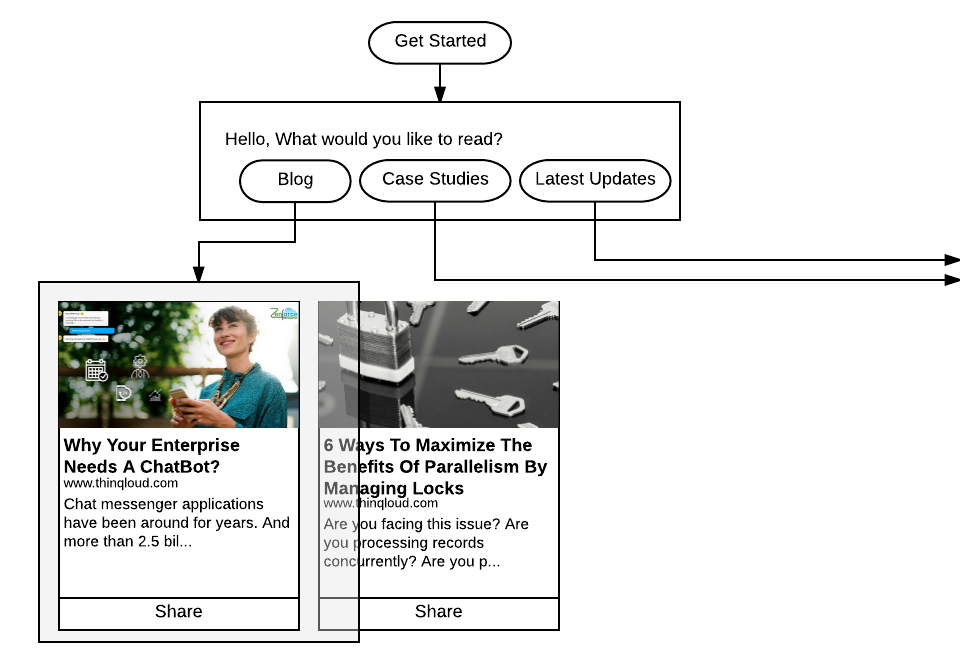 Get Started
Hello, What would you like to read?
Blog
Case Studies
Latest Updates
Why Your Enterprise
Needs A ChatBot?
www.thinqloud.com
Chat messenger applications
have been around for years. And
more than 2.5 bil...
Share
6 Ways To Maximize The
Benefits Of Parallelism By
Managing Locks
www.thinqloud.com
Are you facing this issue? Are
you processing records
concurrently? Are you p...
Share